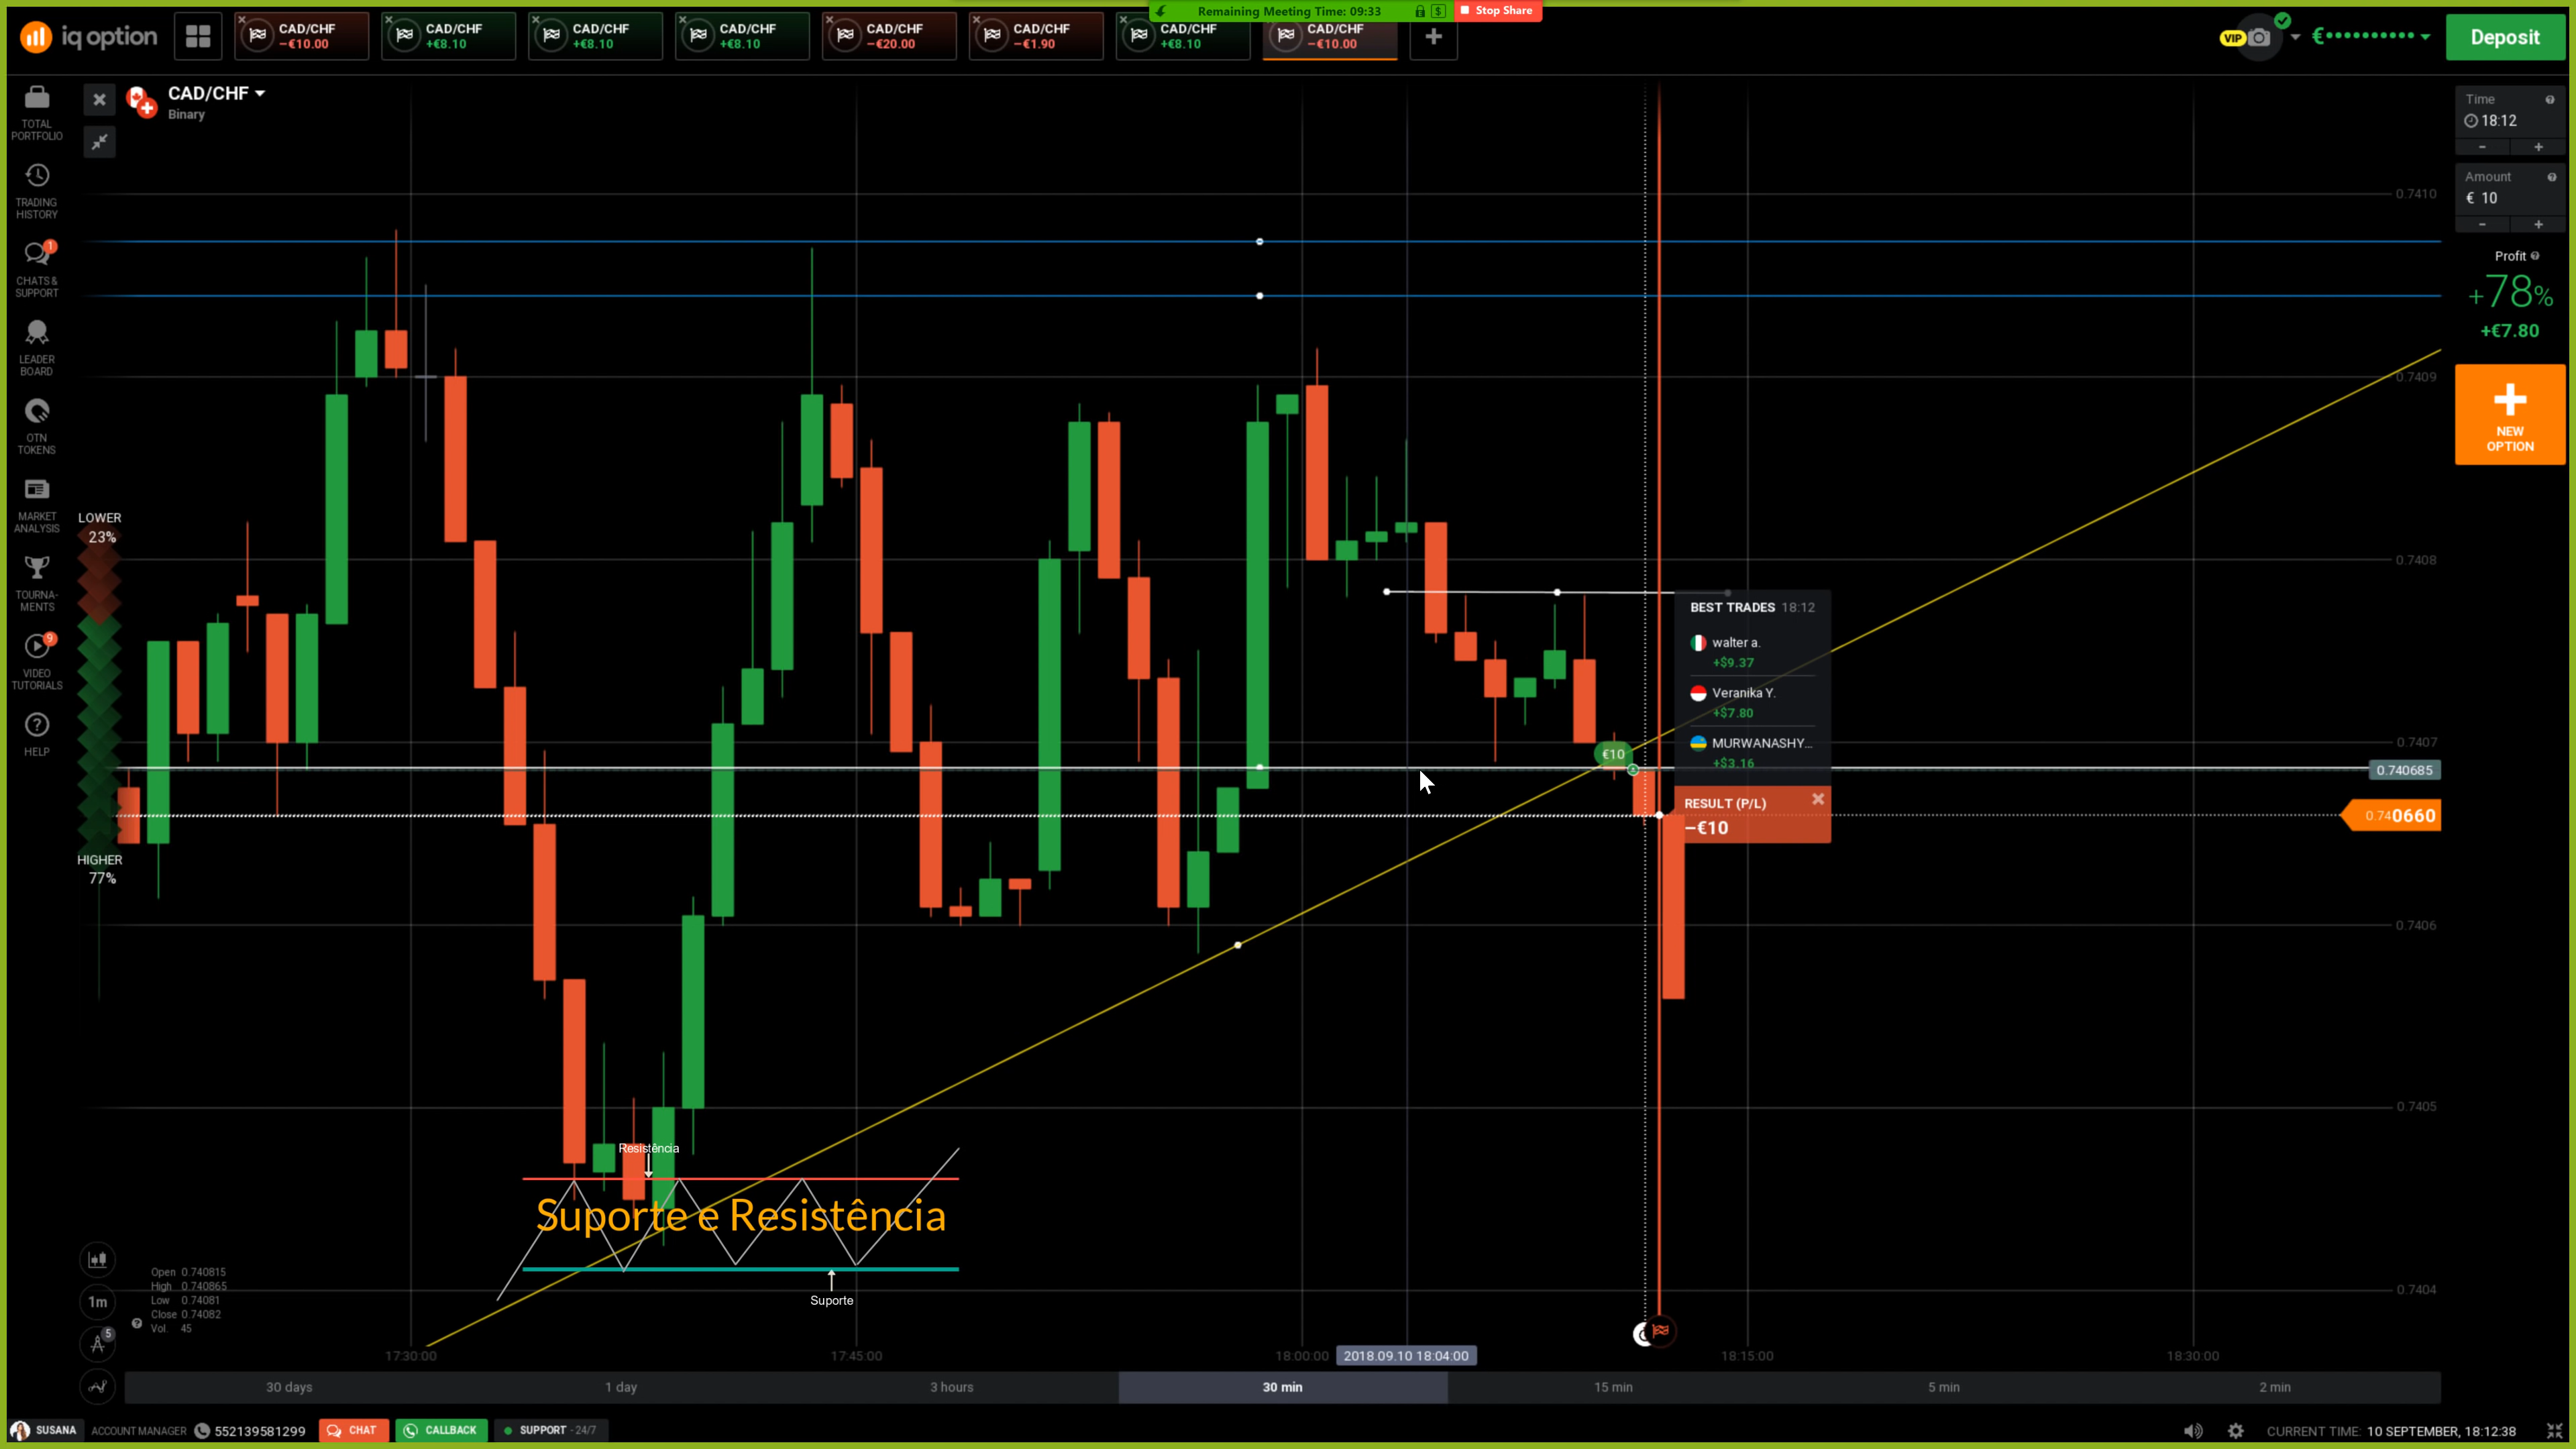 Remaining Meeting Time: 09:33
Stop Share
iq option
CAD/CHF
−€10.00
CAD/CHF
+€8.10
CAD/CHF
+€8.10
CAD/CHF
+€8.10
CAD/CHF
−€20.00
CAD/CHF
−€1.90
CAD/CHF
+€8.10
CAD/CHF
−€10.00
VIP
Deposit
TOTAL
PORTFOLIO
TRADING
HISTORY
1
CHATS &
SUPPORT
LEADER
BOARD
OTN
TOKENS
MARKET
ANALYSIS
TOURNA-
MENTS
9
VIDEO
TUTORIALS
HELP
CAD/CHF
Binary
LOWER
23%
HIGHER
77%
Time
18:12
Amount
€ 10
Profit
+78%
+€7.80
NEW
OPTION
0.7410
0.7409
0.7408
0.7407
0.740685
0.740660
0.7406
0.7405
0.7404
BEST TRADES 18:12
walter a.
+$9.37
Veranika Y.
+$7.80
MURWANASHY...
+$3.16
€10
RESULT (P/L)
−€10
Resistência
Suporte e Resistência
Suporte
Open 0.740815
High 0.740865
Low 0.74081
Close 0.74082
Vol. 45
1m
5
17:30:00
17:45:00
18:00:00
2018.09.10 18:04:00
18:15:00
18:30:00
30 days
1 day
3 hours
30 min
15 min
5 min
2 min
SUSANA
ACCOUNT MANAGER
552139581299
CHAT
CALLBACK
SUPPORT - 24/7
CURRENT TIME: 10 SEPTEMBER, 18:12:38